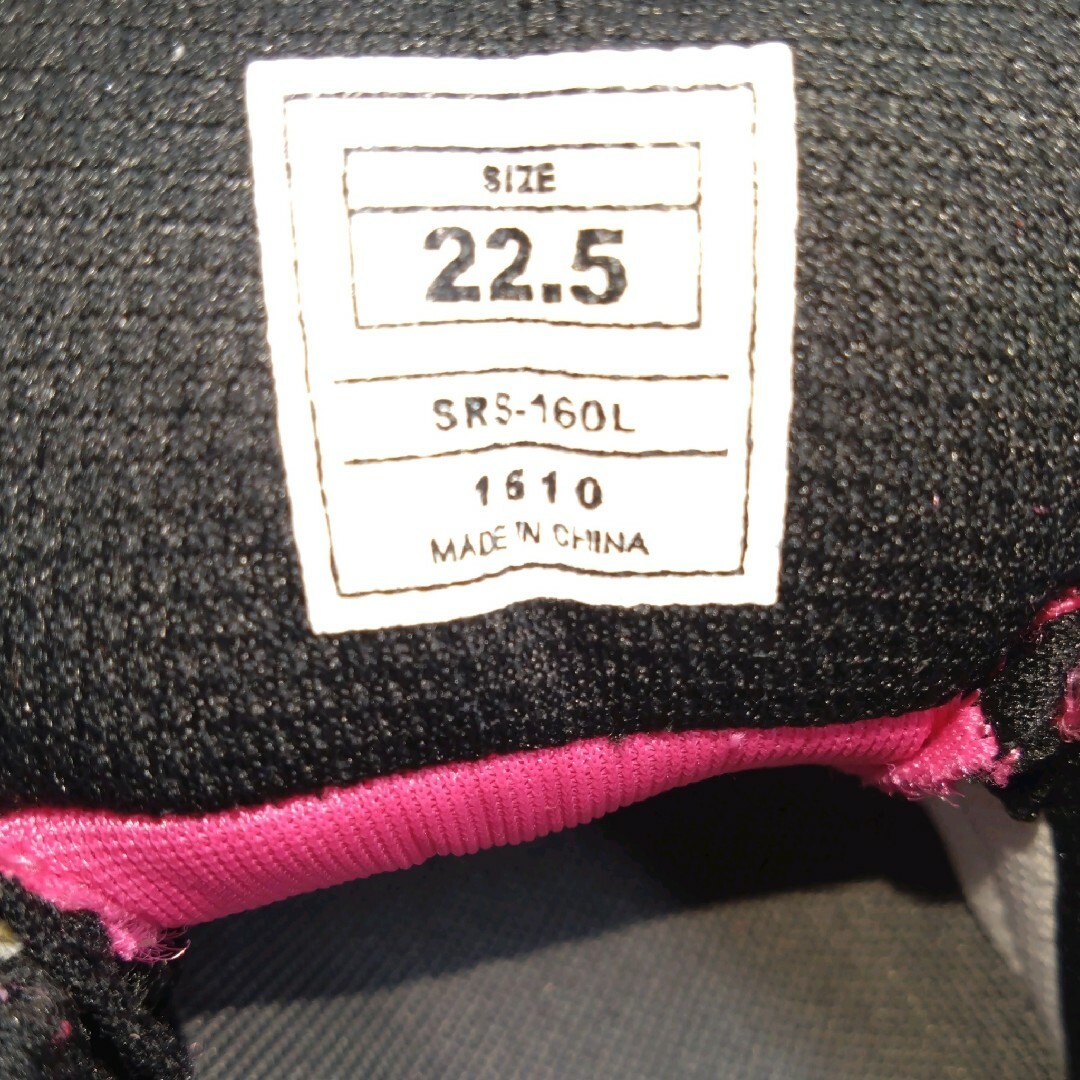 SIZE
22.5
SRS-160L
1610
MADE IN CHINA